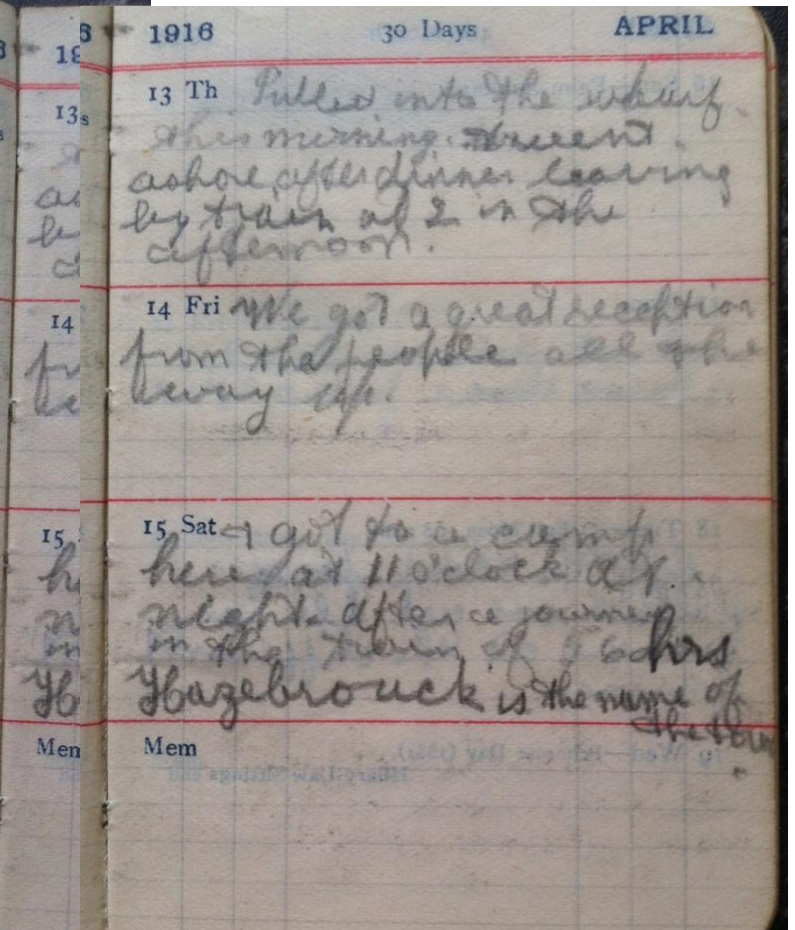 1916 30 Days APRIL
13 Th Pulled into the wharf
this morning. went
ashore after dinner leaving
by train at 2 in the
afternoon.
14 Fri We got a great reception
from the people all the
way up.
15 Sat I got to a camp
here at 11 o'clock at
night after a journey
in the train of 56 hrs
Hazebrouck is the name of
the town
Mem